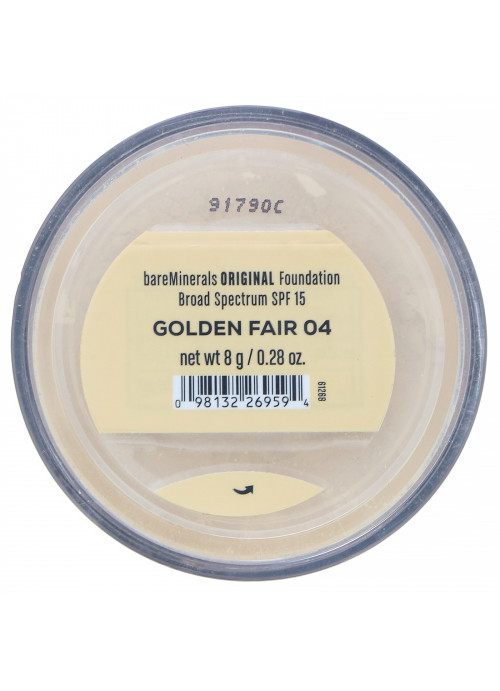 91790C
bareMinerals ORIGINAL Foundation
Broad Spectrum SPF 15
GOLDEN FAIR 04
net wt 8 g / 0.28 oz.
61268
0 98132 26959 4